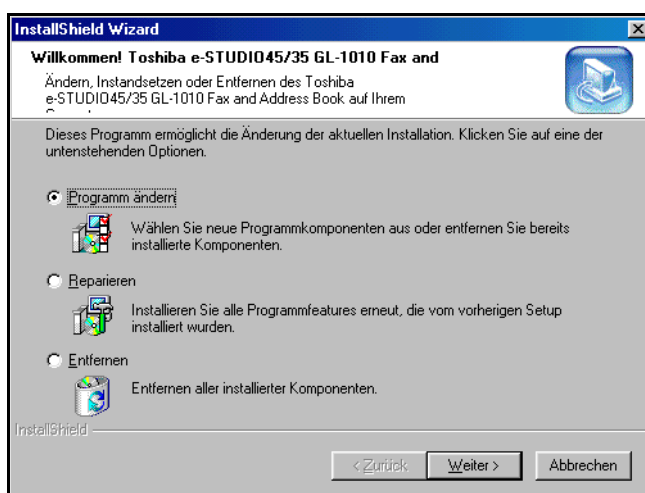 InstallShield Wizard
Willkommen! Toshiba e-STUDIO45/35 GL-1010 Fax and
Ändern, Instandsetzen oder Entfernen des Toshiba
e-STUDIO45/35 GL-1010 Fax and Address Book auf Ihrem
Dieses Programm ermöglicht die Änderung der aktuellen Installation. Klicken Sie auf eine der
untenstehenden Optionen.
Programm ändern
Wählen Sie neue Programmkomponenten aus oder entfernen Sie bereits
installierte Komponenten.
Reparieren
Installieren Sie alle Programmfeatures erneut, die vom vorherigen Setup
installiert wurden.
Entfernen
Entfernen aller installierter Komponenten.
InstallShield
< Zurück
Weiter >
Abbrechen